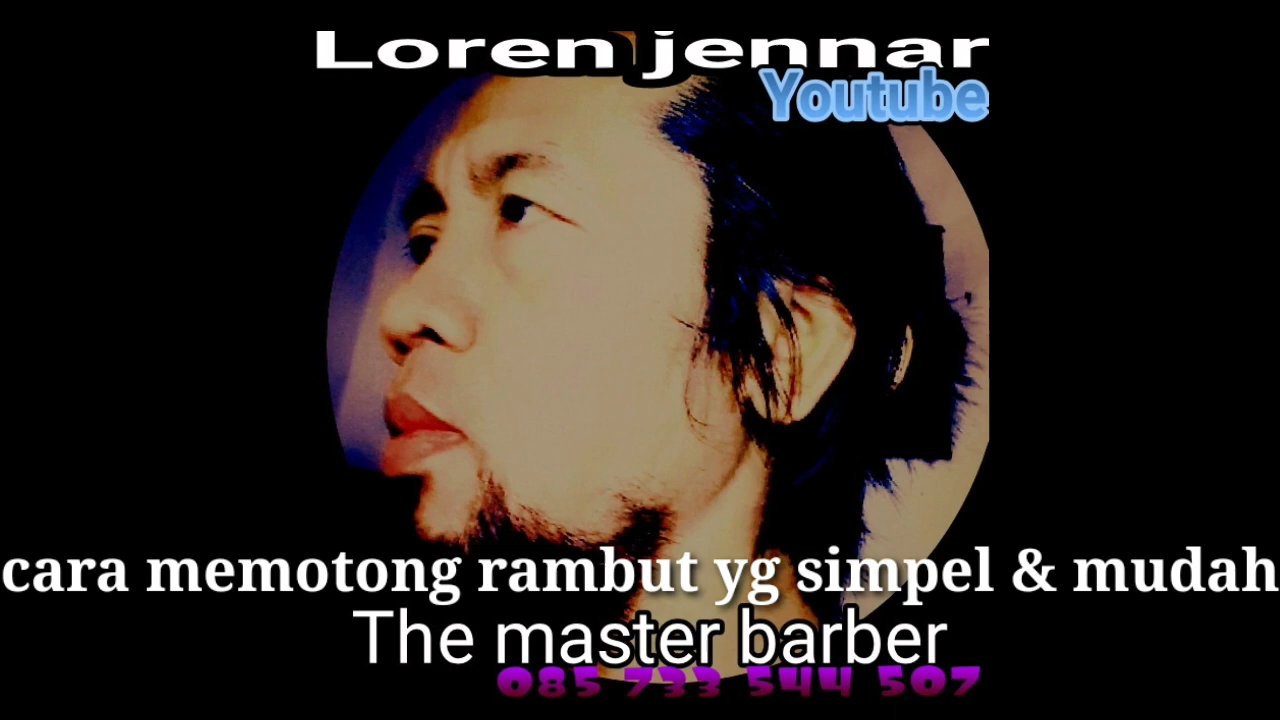 Loren jennar
Youtube
cara memotong rambut yg simpel & mudah
The master barber
085 733 544 507